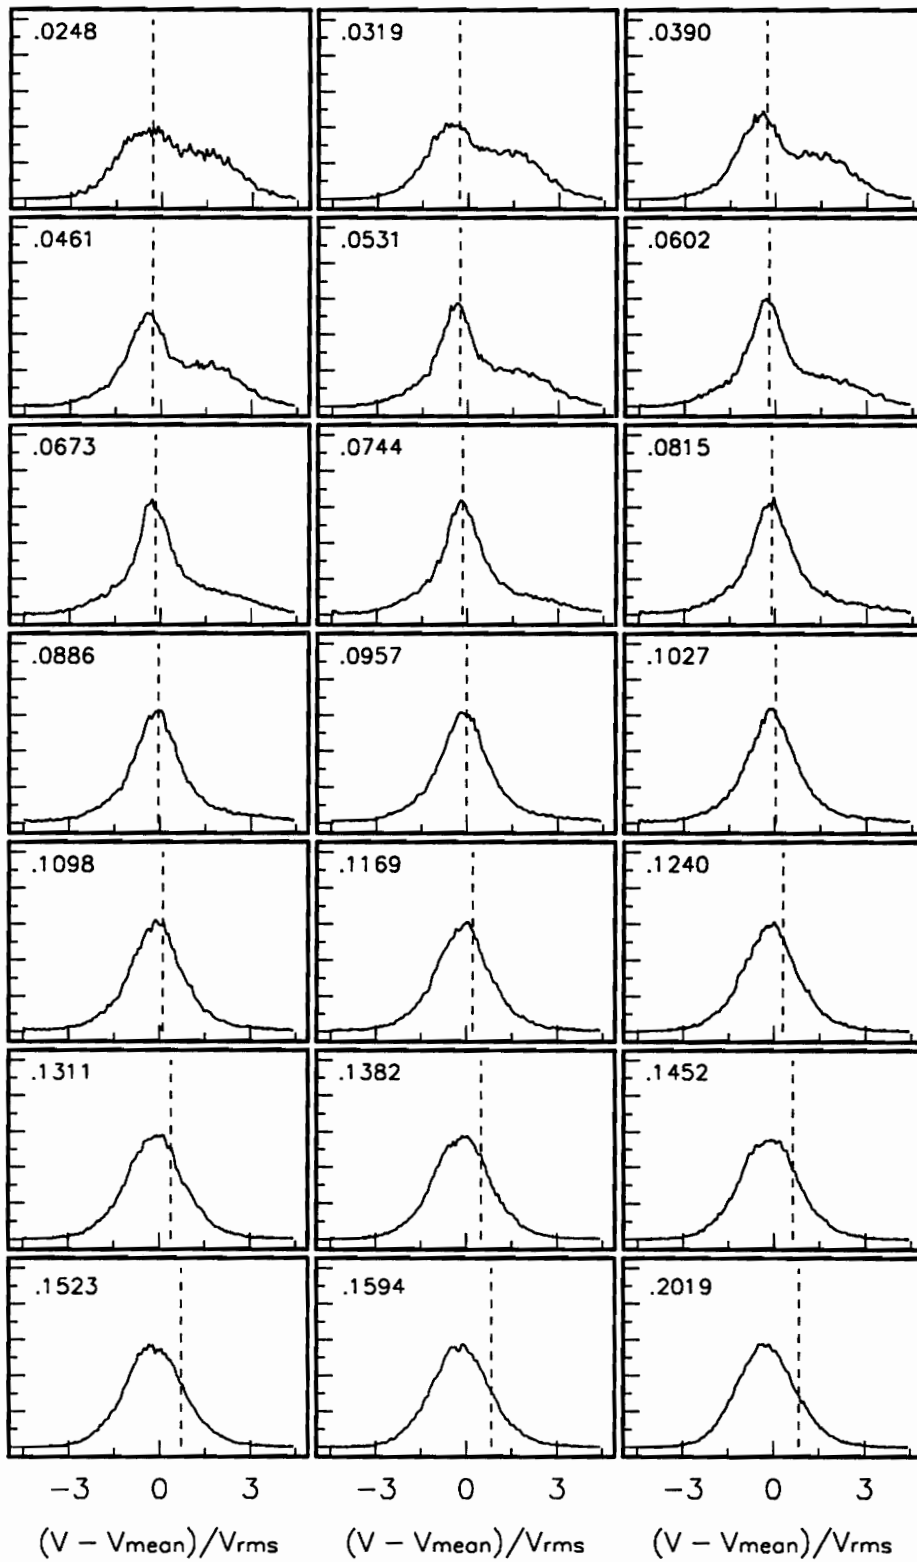 .0248 .0319 .0390
.0461 .0531 .0602
.0673 .0744 .0815
.0886 .0957 .1027
.1098 .1169 .1240
.1311 .1382 .1452
.1523 .1594 .2019
−3 0 3 −3 0 3 −3 0 3
(V − Vmean)/Vrms (V − Vmean)/Vrms (V − Vmean)/Vrms